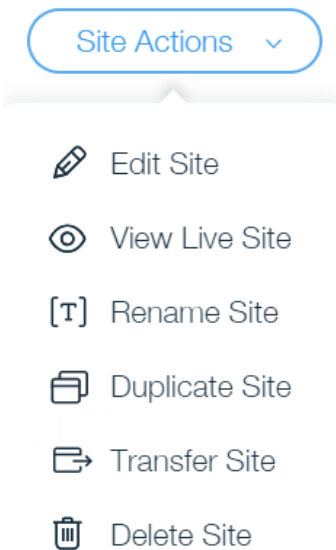 Site Actions
Edit Site
View Live Site
[T] Rename Site
Duplicate Site
Transfer Site
Delete Site